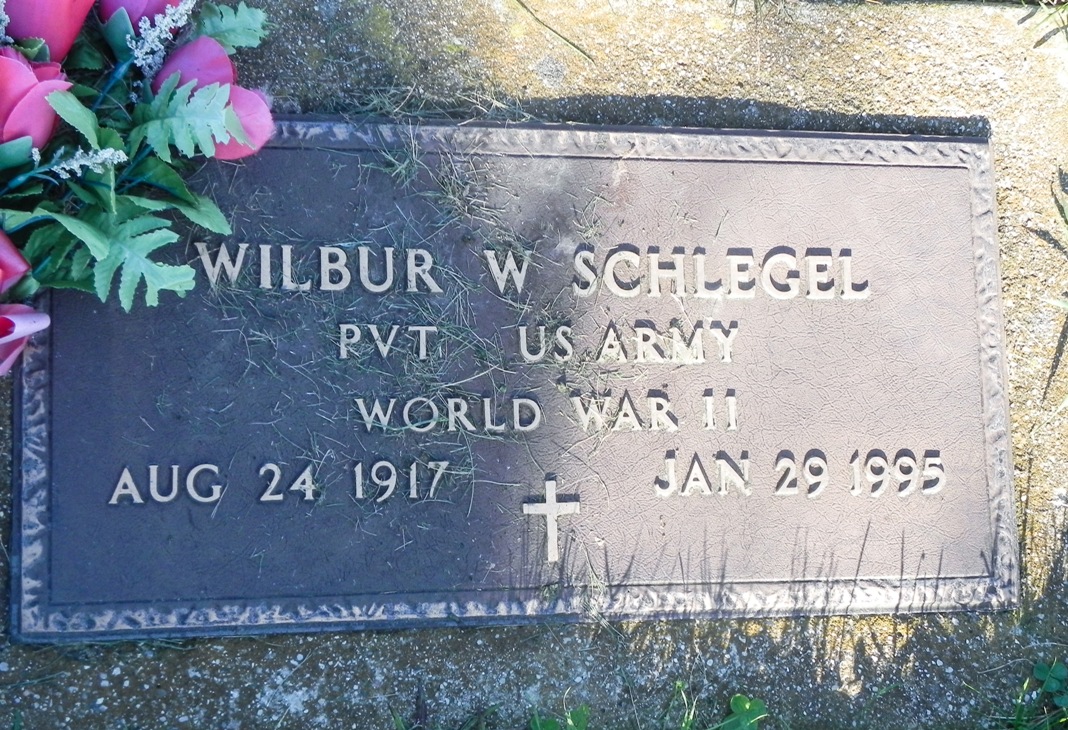 WILBUR W SCHLEGEL
PVT US ARMY
WORLD WAR II
AUG 24 1917 JAN 29 1995